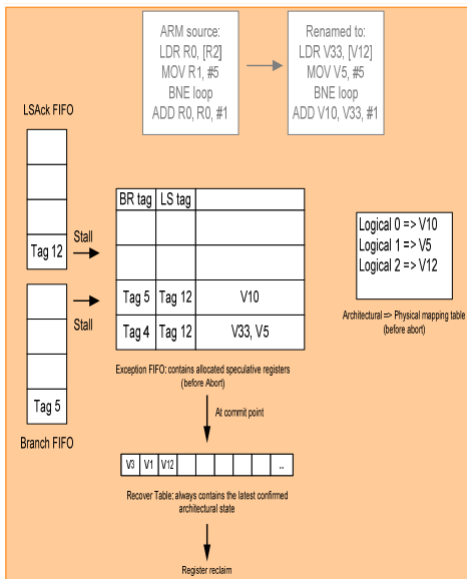 ARM source:
LDR R0, [R2]
MOV R1, #5
BNE loop
ADD R0, R0, #1
Renamed to:
LDR V33, [V12]
MOV V5, #5
BNE loop
ADD V10, V33, #1
LSAck FIFO
Tag 12
Stall
Stall
Tag 5
Branch FIFO
BR tag LS tag
Tag 5 Tag 12 V10
Tag 4 Tag 12 V33, V5
Exception FIFO: contains allocated speculative registers
(before Abort)
Logical 0 => V10
Logical 1 => V5
Logical 2 => V12
Architectural => Physical mapping table
(before abort)
At commit point
V3 V1 V12 ...
Recover Table: always contains the latest confirmed
architectural state
Register reclaim